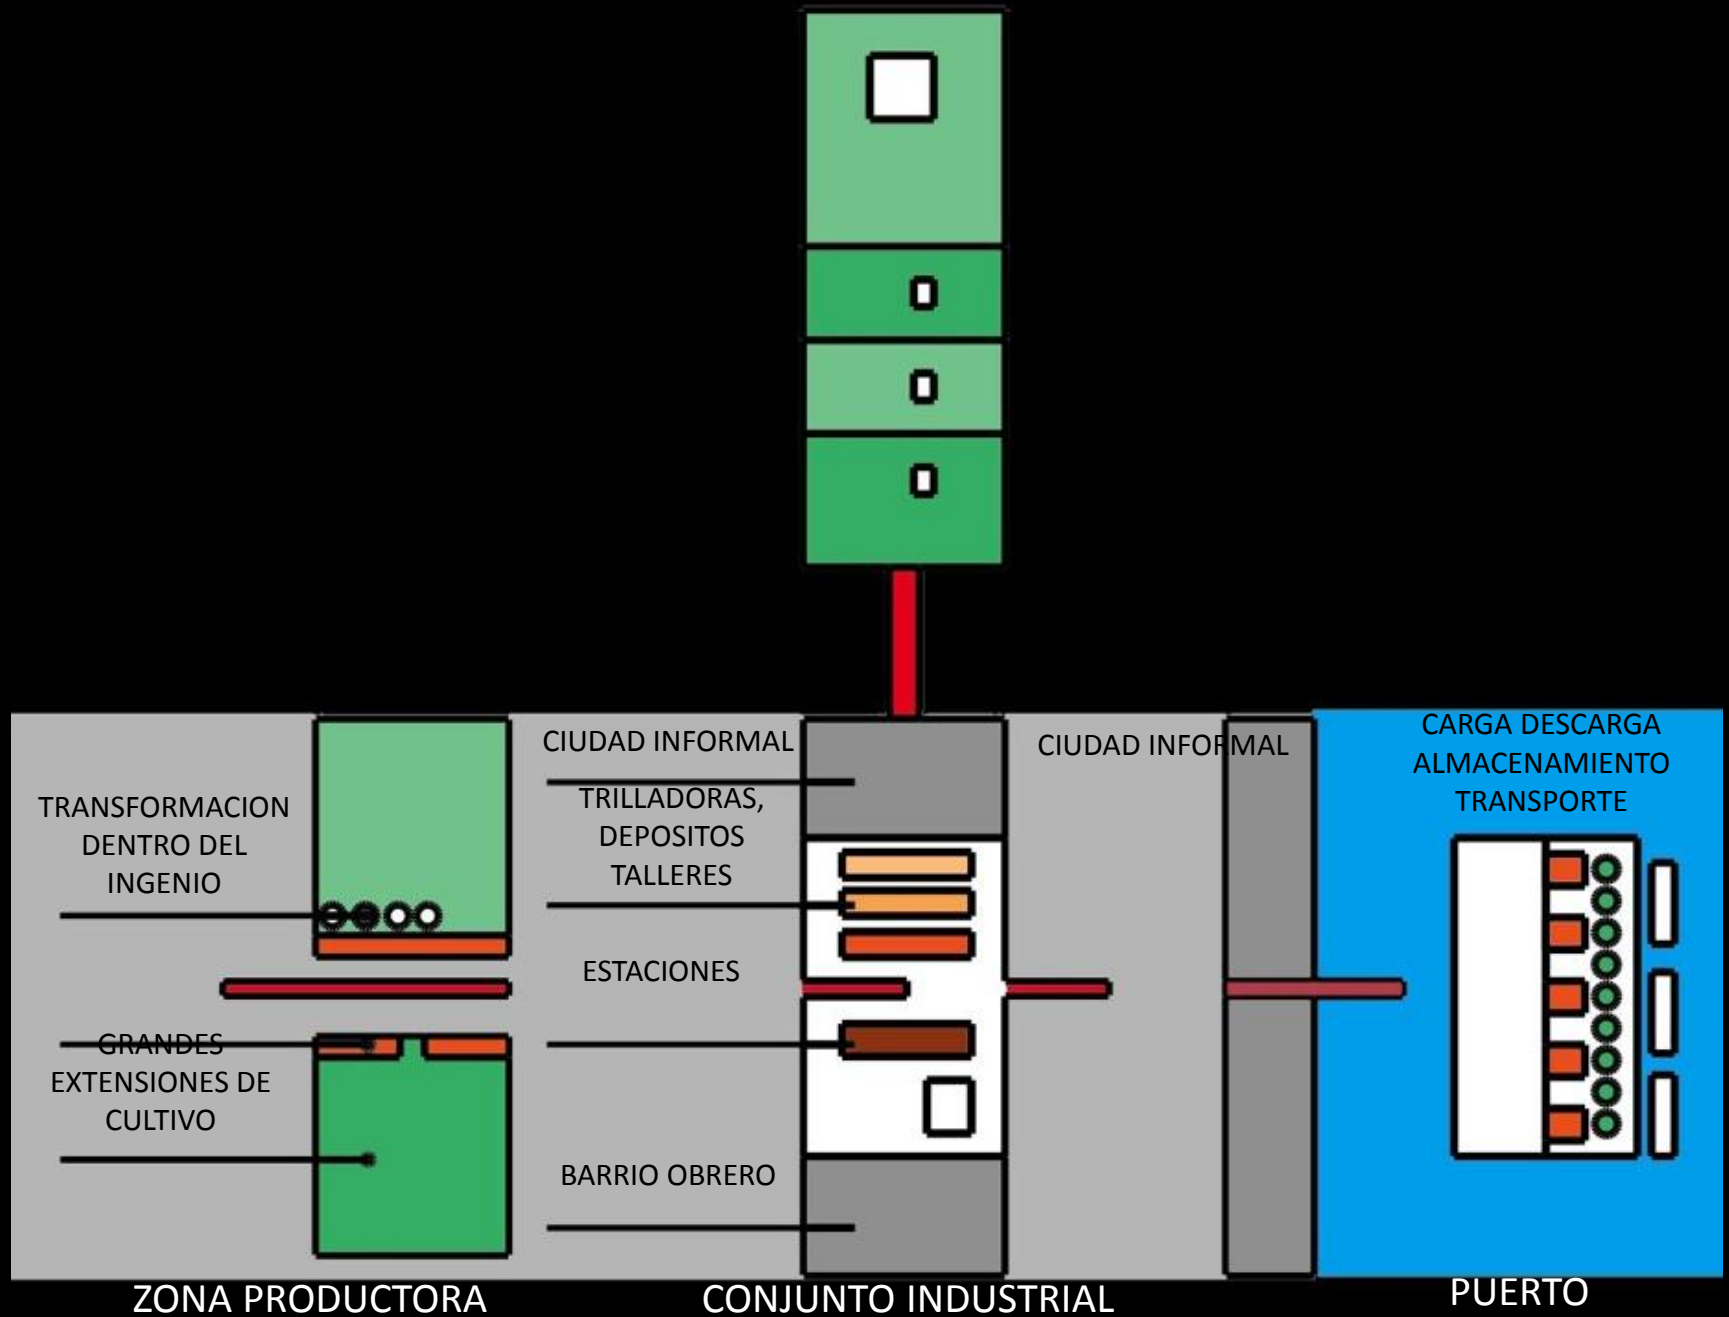 CIUDAD INFORMAL
CIUDAD INFORMAL
CARGA DESCARGA
ALMACENAMIENTO
TRANSPORTE
TRANSFORMACION
DENTRO DEL
INGENIO
TRILLADORAS,
DEPOSITOS
TALLERES
ESTACIONES
GRANDES
EXTENSIONES DE
CULTIVO
BARRIO OBRERO
ZONA PRODUCTORA
CONJUNTO INDUSTRIAL
PUERTO